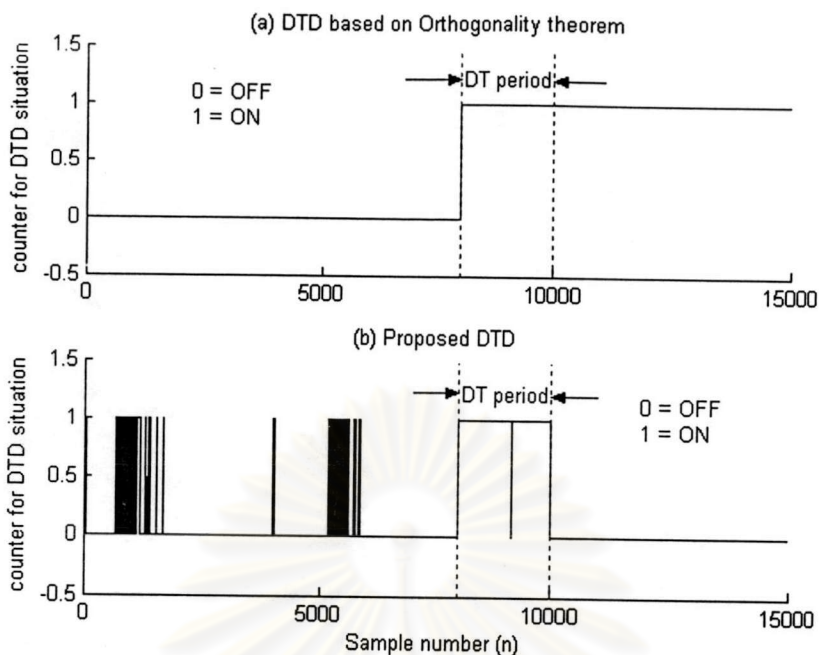 (a) DTD based on Orthogonality theorem
counter for DTD situation
1.5
1
0.5
0
-0.5
0 = OFF
1 = ON
DT period
0
5000
10000
15000
(b) Proposed DTD
counter for DTD situation
1.5
1
0.5
0
-0.5
DT period
0 = OFF
1 = ON
0
5000
10000
15000
Sample number (n)